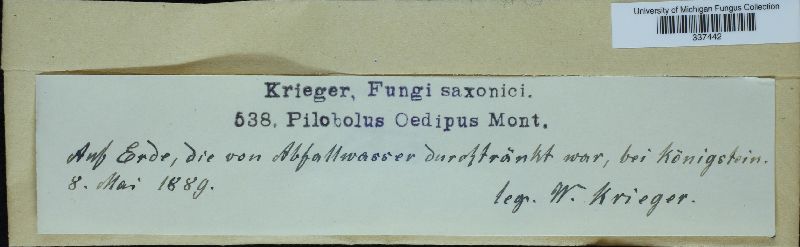 University of Michigan Fungus Collection
337442
Krieger, Fungi saxonici.
538. Pilobolus Oedipus Mont.
Auf Erde, die von Abfallwasser durchtränkt war, bei Königstein.
8. Mai 1889.
leg. W. Krieger.